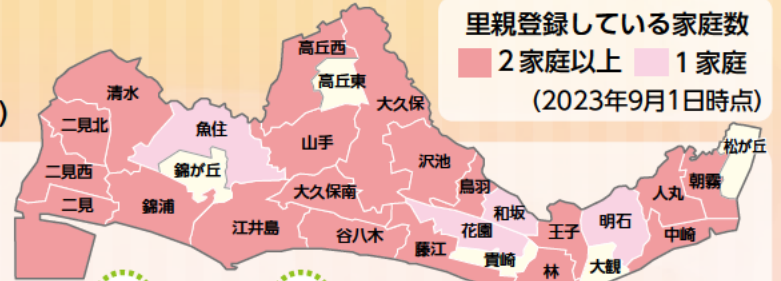 里親登録している家庭数
2家庭以上 1家庭
(2023年9月1日時点)
)
高丘西
高丘東
清水
大久保
二見北
魚住
山手
松が丘
沢池
二見西
錦が丘
朝霧
鳥羽
人丸
大久保南
二見
錦浦
和坂
明石
江井島
花園
王子
谷八木
中崎
藤江
貴崎
林
大観